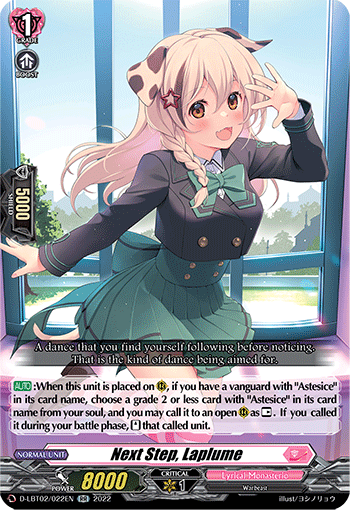 1
GRADE
BOOST
5000
SHIELD
A dance that you find yourself following before noticing.
That is the kind of dance being aimed for.
AUTO :When this unit is placed on R, if you have a vanguard with "Astesice"
in its card name, choose a grade 2 or less card with "Astesice" in its card
name from your soul, and you may call it to an open R as . If you called
it during your battle phase, that called unit.
NORMAL UNIT
Next Step, Laplume
POWER 8000
CRITICAL
1
Lyrical Monasterio
Warbeast
D-LBT02/022EN RR 2022
illust/ヨシノリョウ